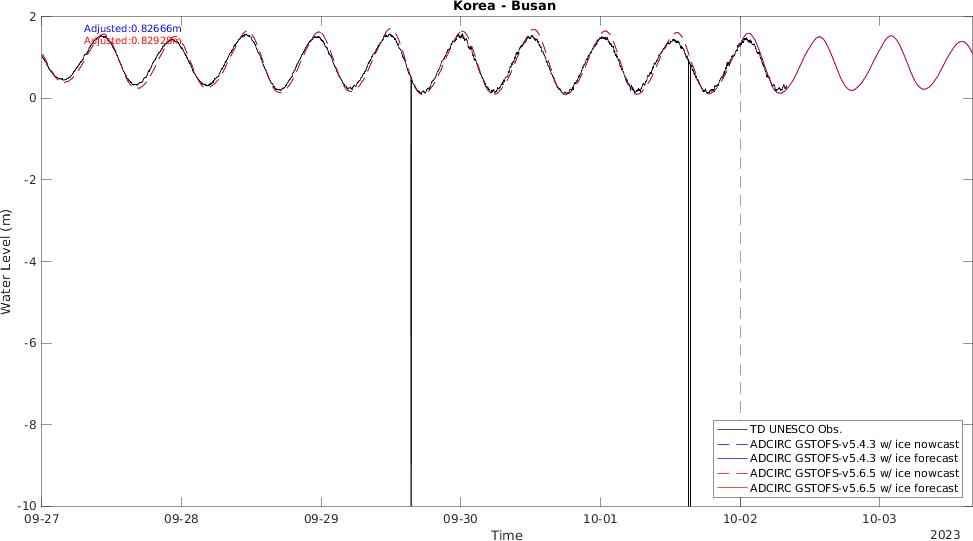 Korea - Busan
Adjusted:0.82666m
Water Level (m)
2
0
-2
-4
-6
-8
-10
TD UNESCO Obs.
ADCIRC GSTOFS-v5.4.3 w/ ice nowcast
ADCIRC GSTOFS-v5.4.3 w/ ice forecast
ADCIRC GSTOFS-v5.6.5 w/ ice nowcast
ADCIRC GSTOFS-v5.6.5 w/ ice forecast
09-27
09-28
09-29
09-30
10-01
10-02
10-03
Time
2023